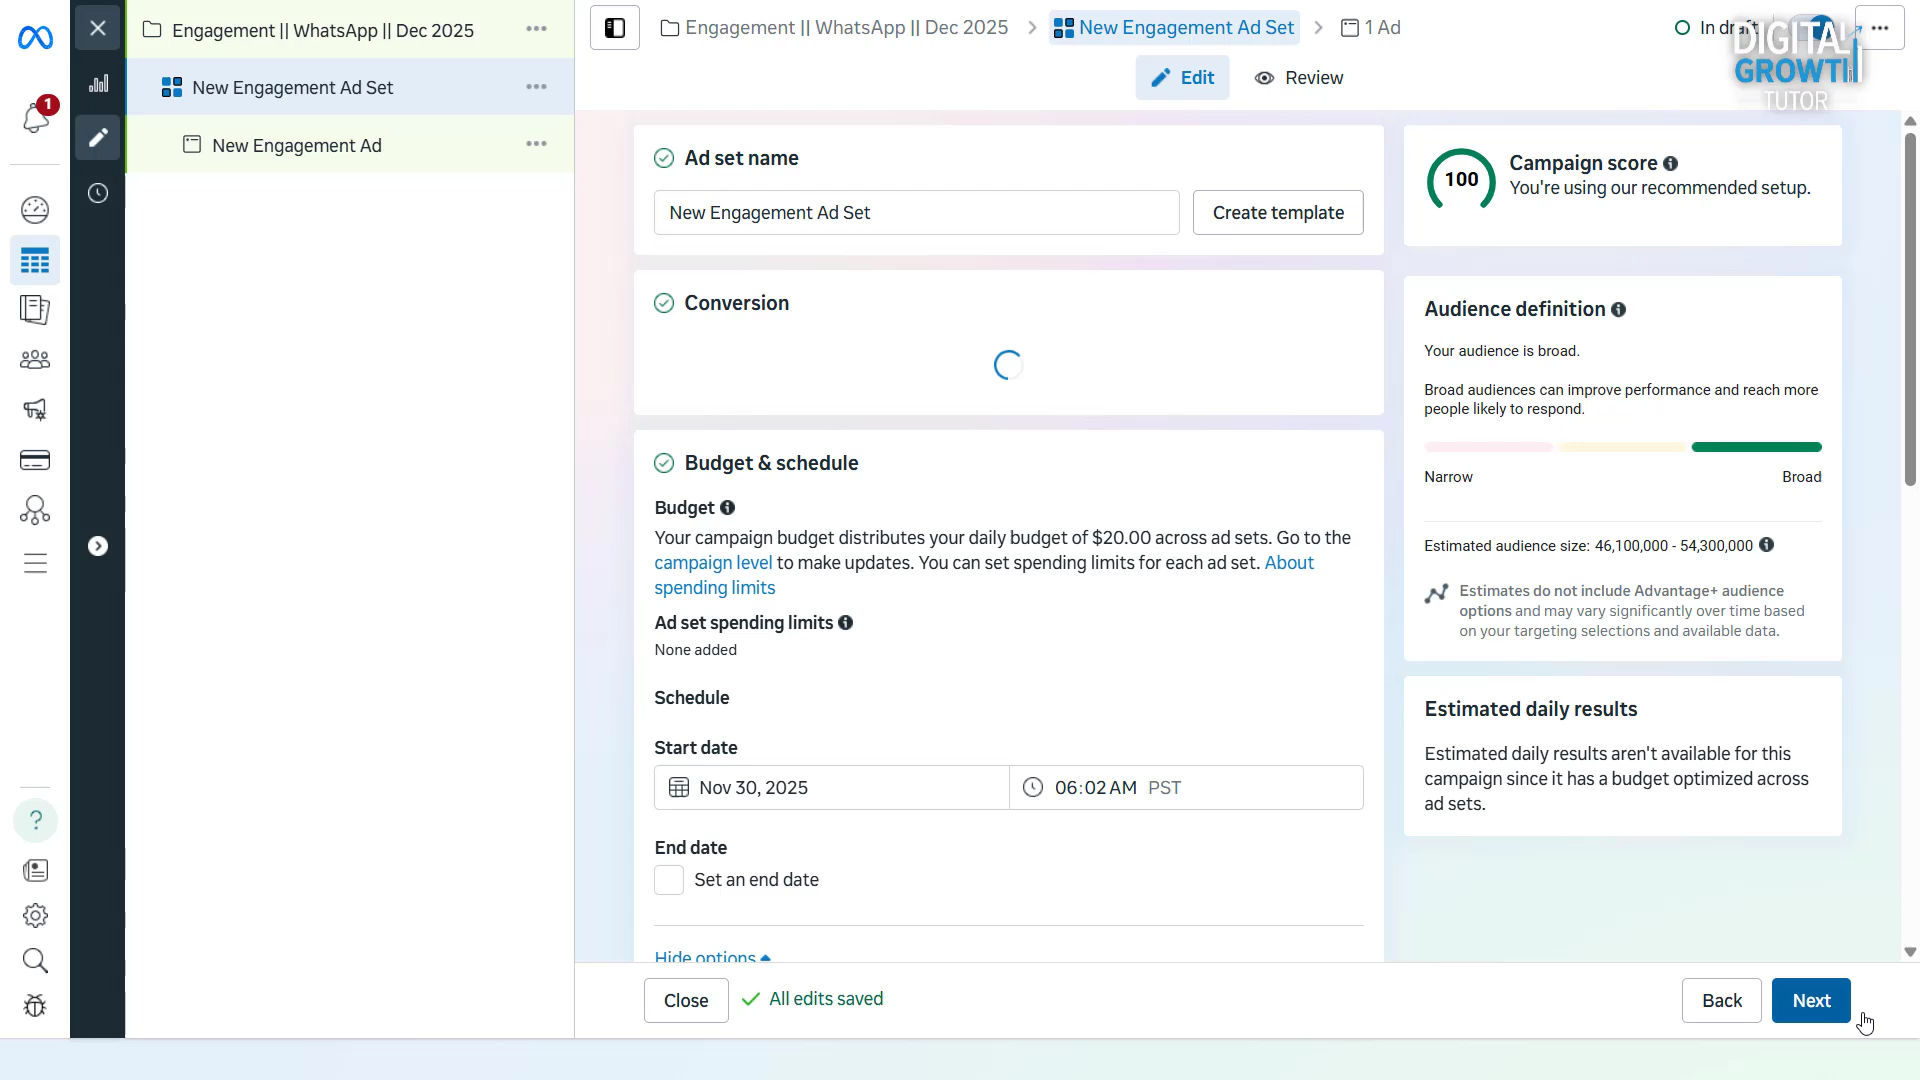 1
Engagement || WhatsApp || Dec 2025
New Engagement Ad Set
New Engagement Ad
Engagement || WhatsApp || Dec 2025
New Engagement Ad Set
1 Ad
In draft
DIGITAL
GROWTH
TUTOR
Edit
Review
Ad set name
New Engagement Ad Set
Create template
Conversion
Budget & schedule
Budget
Your campaign budget distributes your daily budget of $20.00 across ad sets. Go to the
campaign level to make updates. You can set spending limits for each ad set. About
spending limits
Ad set spending limits
None added
Schedule
Start date
Nov 30, 2025
06:02 AM PST
End date
Set an end date
Hide options
100
Campaign score
You're using our recommended setup.
Audience definition
Your audience is broad.
Broad audiences can improve performance and reach more
people likely to respond.
Narrow
Broad
Estimated audience size: 46,100,000 - 54,300,000
Estimates do not include Advantage+ audience
options and may vary significantly over time based
on your targeting selections and available data.
Estimated daily results
Estimated daily results aren't available for this
campaign since it has a budget optimized across
ad sets.
Close
All edits saved
Back
Next